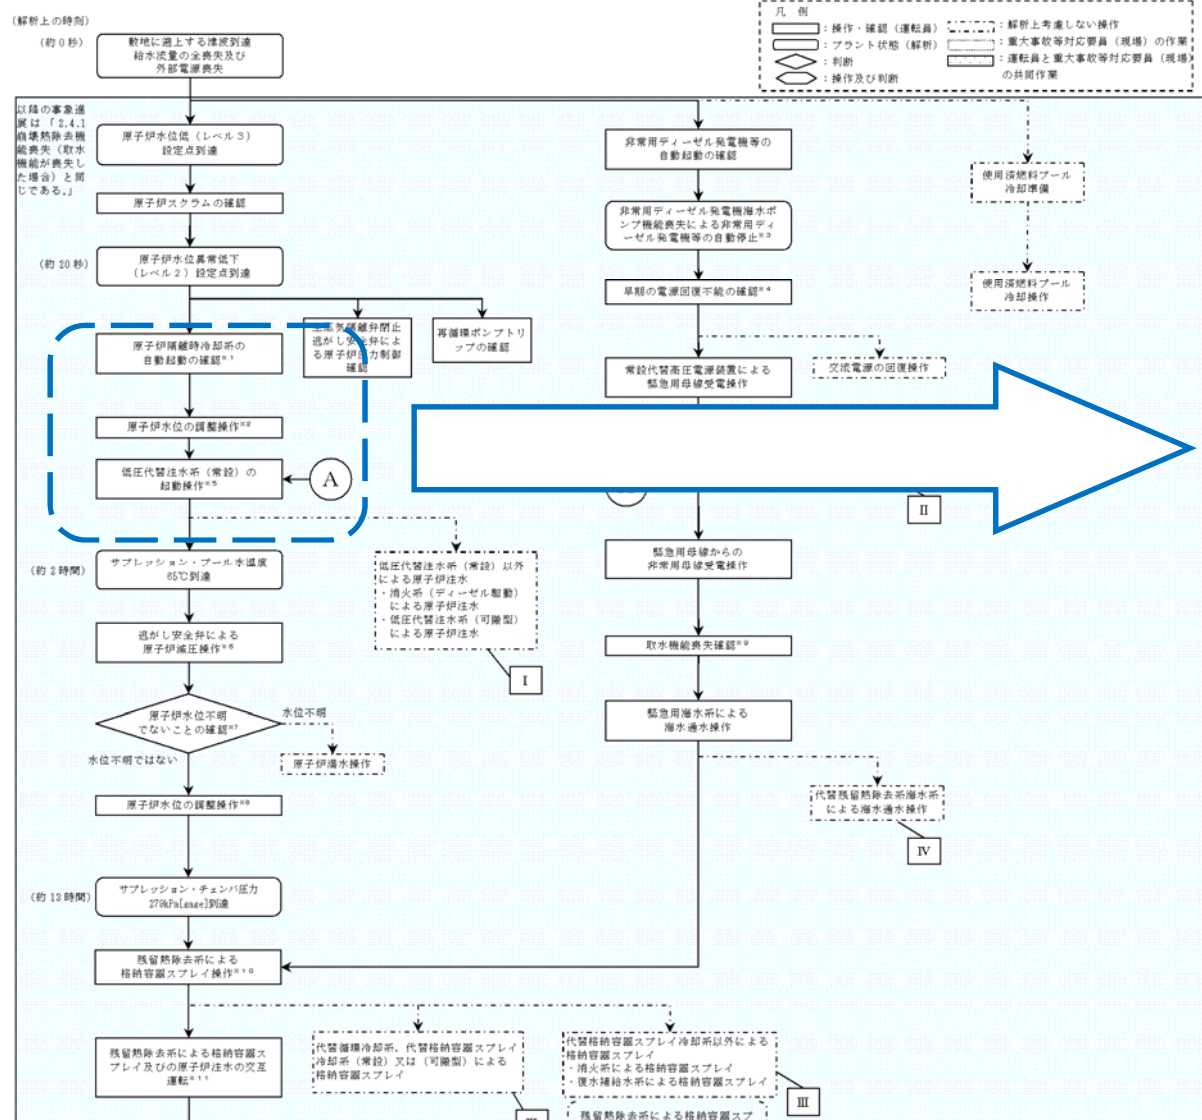 (解析上の時刻)
(約0秒)
敷地に遡上する津波到達
給水流量の全喪失及び
外部電源喪失
凡 例
：操作・確認（運転員）
：プラント状態（解析）
：判断
：操作及び判断
：解析上考慮しない操作
：重大事故等対応要員（現場）の作業
：運転員と重大事故等対応要員（現場）
の共同作業
以降の事象進
展は「2.4.1
崩壊熱除去機
能喪失（取水
機能が喪失し
た場合）と同
じである。」
原子炉水位低（レベル3）
設定点到達
原子炉スクラムの確認
(約20秒)
原子炉水位異常低下
（レベル2）設定点到達
原子炉隔離時冷却系の
自動起動の確認※1
主蒸気隔離弁閉止
逃がし安全弁によ
る原子炉圧力制御
確認
再循環ポンプトリ
ップの確認
原子炉水位の調整操作※2
低圧代替注水系（常設）の
起動操作※5
A
(約2時間)
サプレッション・プール水温度
65℃到達
低圧代替注水系（常設）以外
による原子炉注水
・消火系（ディーゼル駆動）
による原子炉注水
・低圧代替注水系（可搬型）
による原子炉注水
I
逃がし安全弁による
原子炉減圧操作※6
原子炉水位不明
でないことの確認※7
水位不明
水位不明ではない
原子炉満水操作
原子炉水位の調整操作※8
(約13時間)
サプレッション・チェンバ圧力
279kPa[gage]到達
残留熱除去系による
格納容器スプレイ操作※10
残留熱除去系による格納容器ス
プレイ及びの原子炉注水の交互
運転※11
代替循環冷却系，代替格納容器スプレイ
冷却系（常設）又は（可搬型）による
格納容器スプレイ
代替格納容器スプレイ冷却系以外による
格納容器スプレイ
・消火系による格納容器スプレイ
・復水補給水系による格納容器スプレイ
III
残留熱除去系による格納容器スプ
非常用ディーゼル発電機等の
自動起動の確認
非常用ディーゼル発電機海水ポ
ンプ機能喪失による非常用ディ
ーゼル発電機等の自動停止※3
早期の電源回復不能の確認※4
常設代替高圧電源装置による
緊急用母線受電操作
交流電源の回復操作
II
緊急用母線からの
非常用母線受電操作
取水機能喪失確認※9
緊急用海水系による
海水通水操作
代替残留熱除去系海水系
による海水通水操作
IV
使用済燃料プール
冷却準備
使用済燃料プール
冷却操作